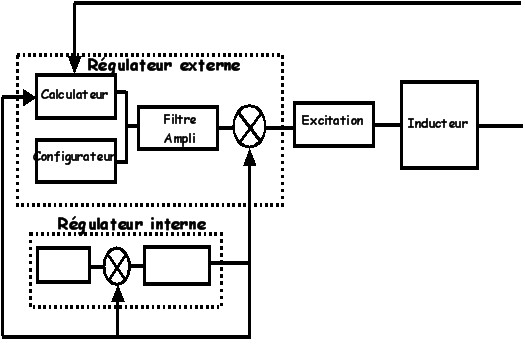 Régulateur externe
Calculateur
Filtre
Ampli
Excitation
Inducteur
Configurateur
Régulateur interne